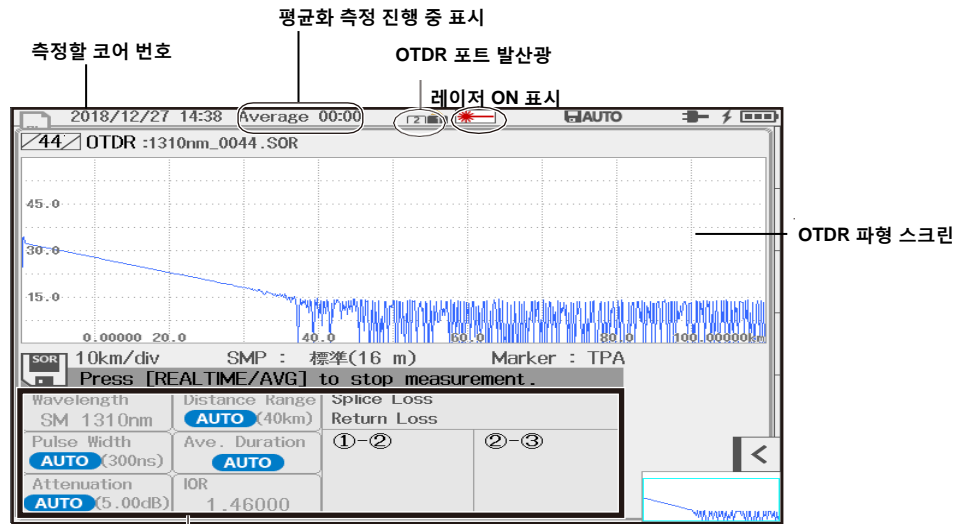 평균화 측정 진행 중 표시
측정할 코어 번호
OTDR 포트 발산광
레이저 ON 표시
2018/12/27 14:38 Average 00:00 2 AUTO
44 OTDR :1310nm_0044.SOR
45.0
30.0
15.0
0.00000 20.0 40.0 60.0 80.0 100.00000km
OTDR 파형 스크린
SOR 10km/div SMP : 標準(16 m) Marker : TPA
Press [REALTIME/AVG] to stop measurement.
Wavelength Distance Range Splice Loss
SM 1310nm AUTO (40km) Return Loss
Pulse Width Ave. Duration ①-② ②-③
AUTO (300ns) AUTO
Attenuation IOR
AUTO (5.00dB) 1.46000